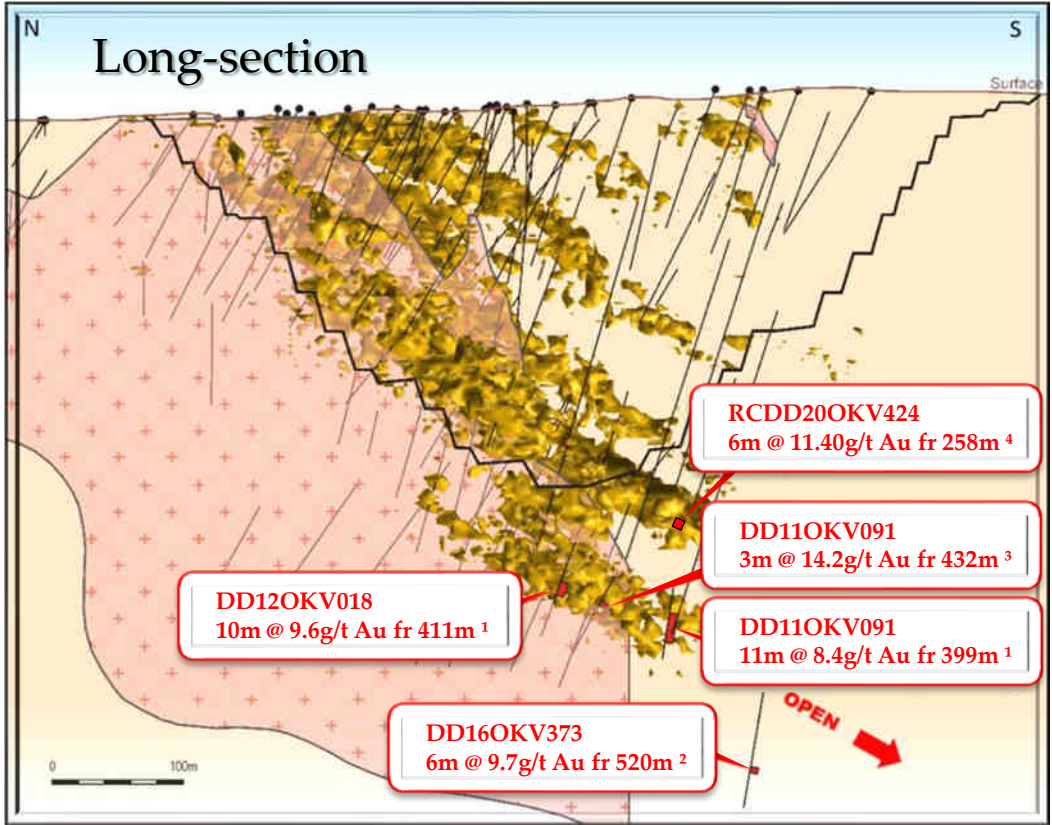 N
S
Long-section
Surface
RCDD20OKV424
6m @ 11.40g/t Au fr 258m ⁴
DD11OKV091
3m @ 14.2g/t Au fr 432m ³
DD12OKV018
10m @ 9.6g/t Au fr 411m ¹
DD11OKV091
11m @ 8.4g/t Au fr 399m ¹
OPEN
DD16OKV373
6m @ 9.7g/t Au fr 520m ²
0 100m